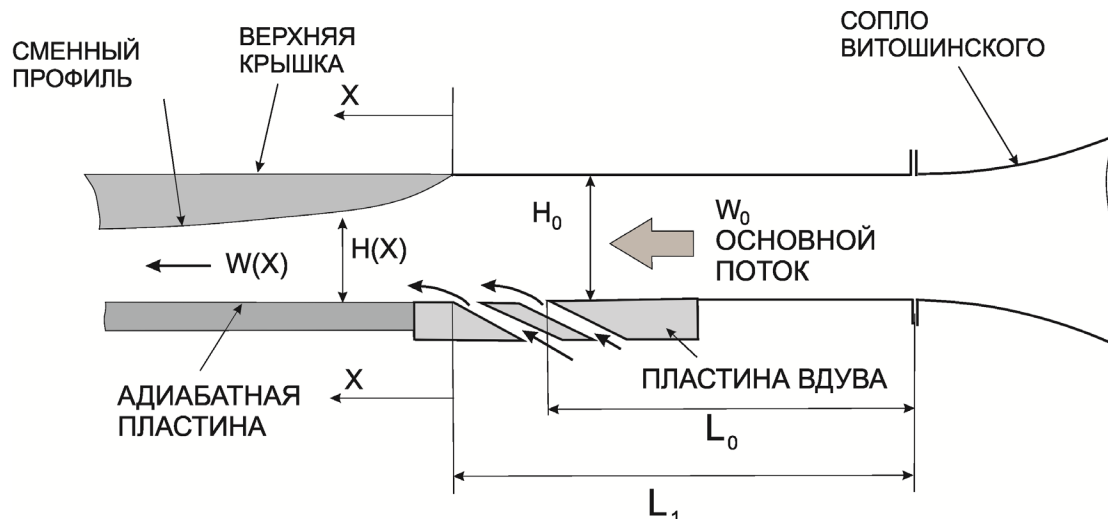 СМЕННЫЙ
ПРОФИЛЬ
ВЕРХНЯЯ
КРЫШКА
СОПЛО
ВИТОШИНСКОГО
X
H₀
W₀
ОСНОВНОЙ
ПОТОК
W(X)
H(X)
АДИАБАТНАЯ
ПЛАСТИНА
X
ПЛАСТИНА ВДУВА
L₀
L₁